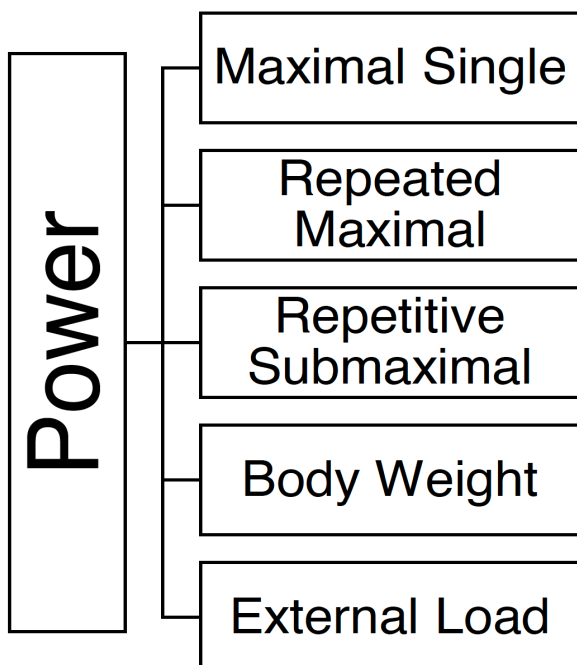 Power
Maximal Single
Repeated
Maximal
Repetitive
Submaximal
Body Weight
External Load